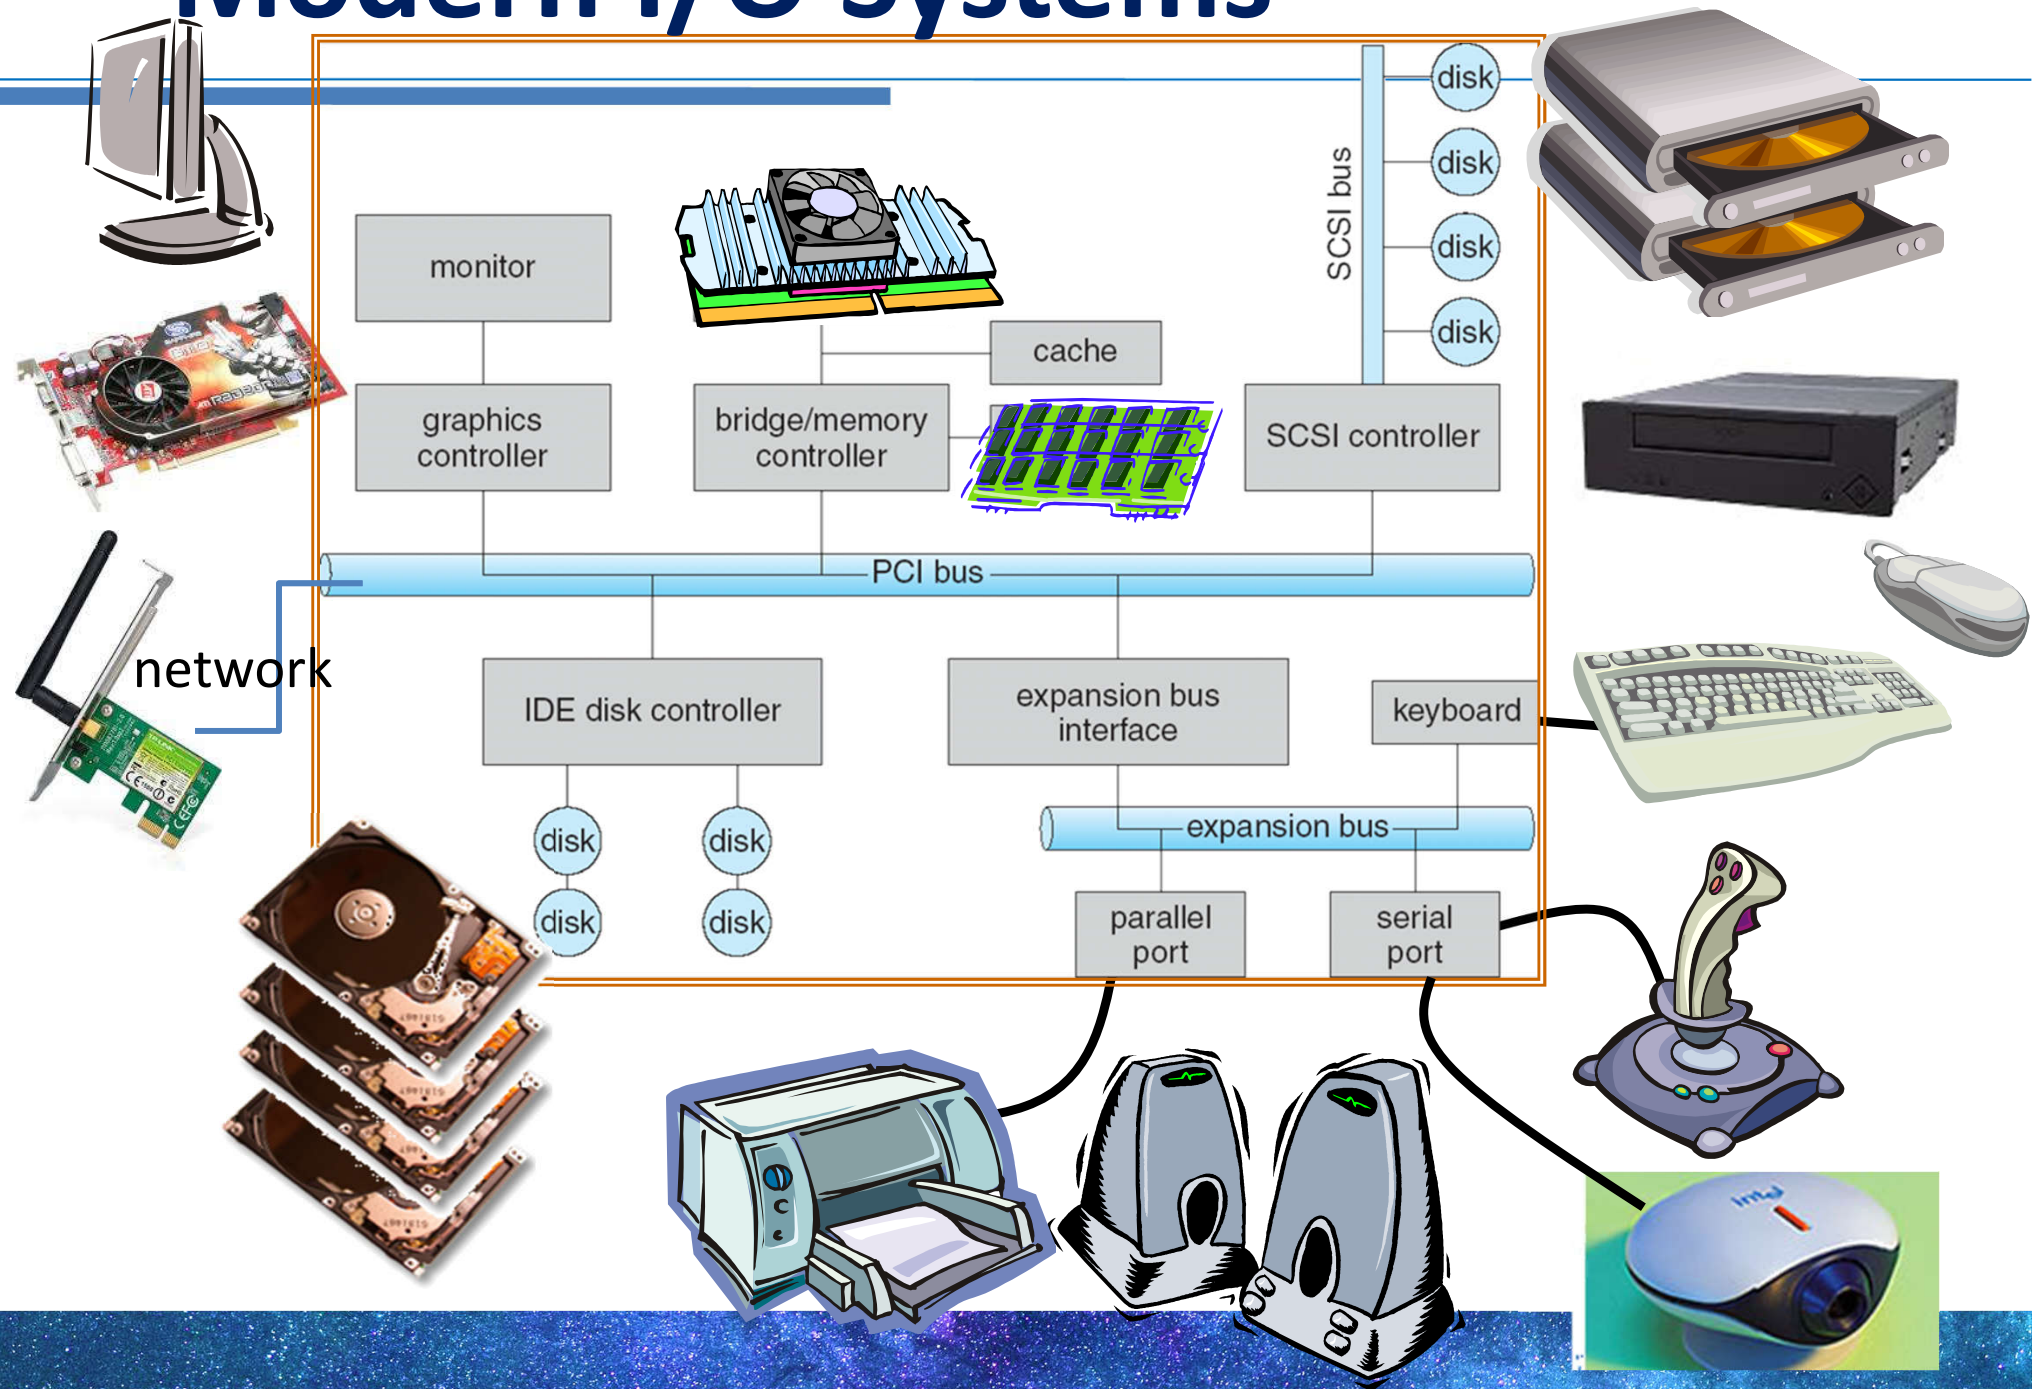 Modern I/O Systems
disk
disk
SCSI bus
disk
disk
monitor
cache
graphics
controller
bridge/memory
controller
SCSI controller
PCI bus
network
IDE disk controller
expansion bus
interface
keyboard
disk
disk
expansion bus
disk
disk
parallel
port
serial
port
intel